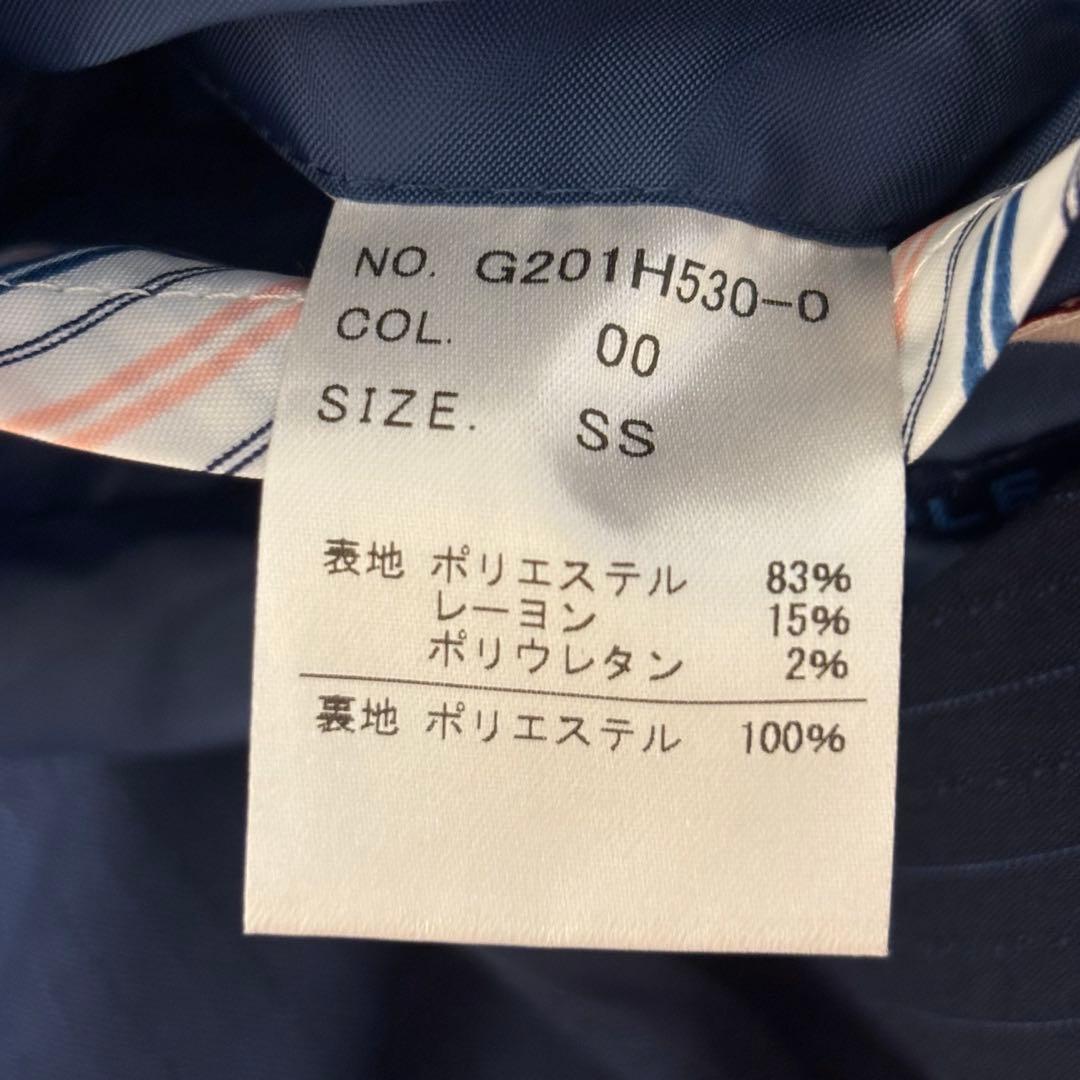 NO. G201H530-0
COL. 00
SIZE. SS
表地 ポリエステル 83%
レーヨン 15%
ポリウレタン 2%
裏地 ポリエステル 100%